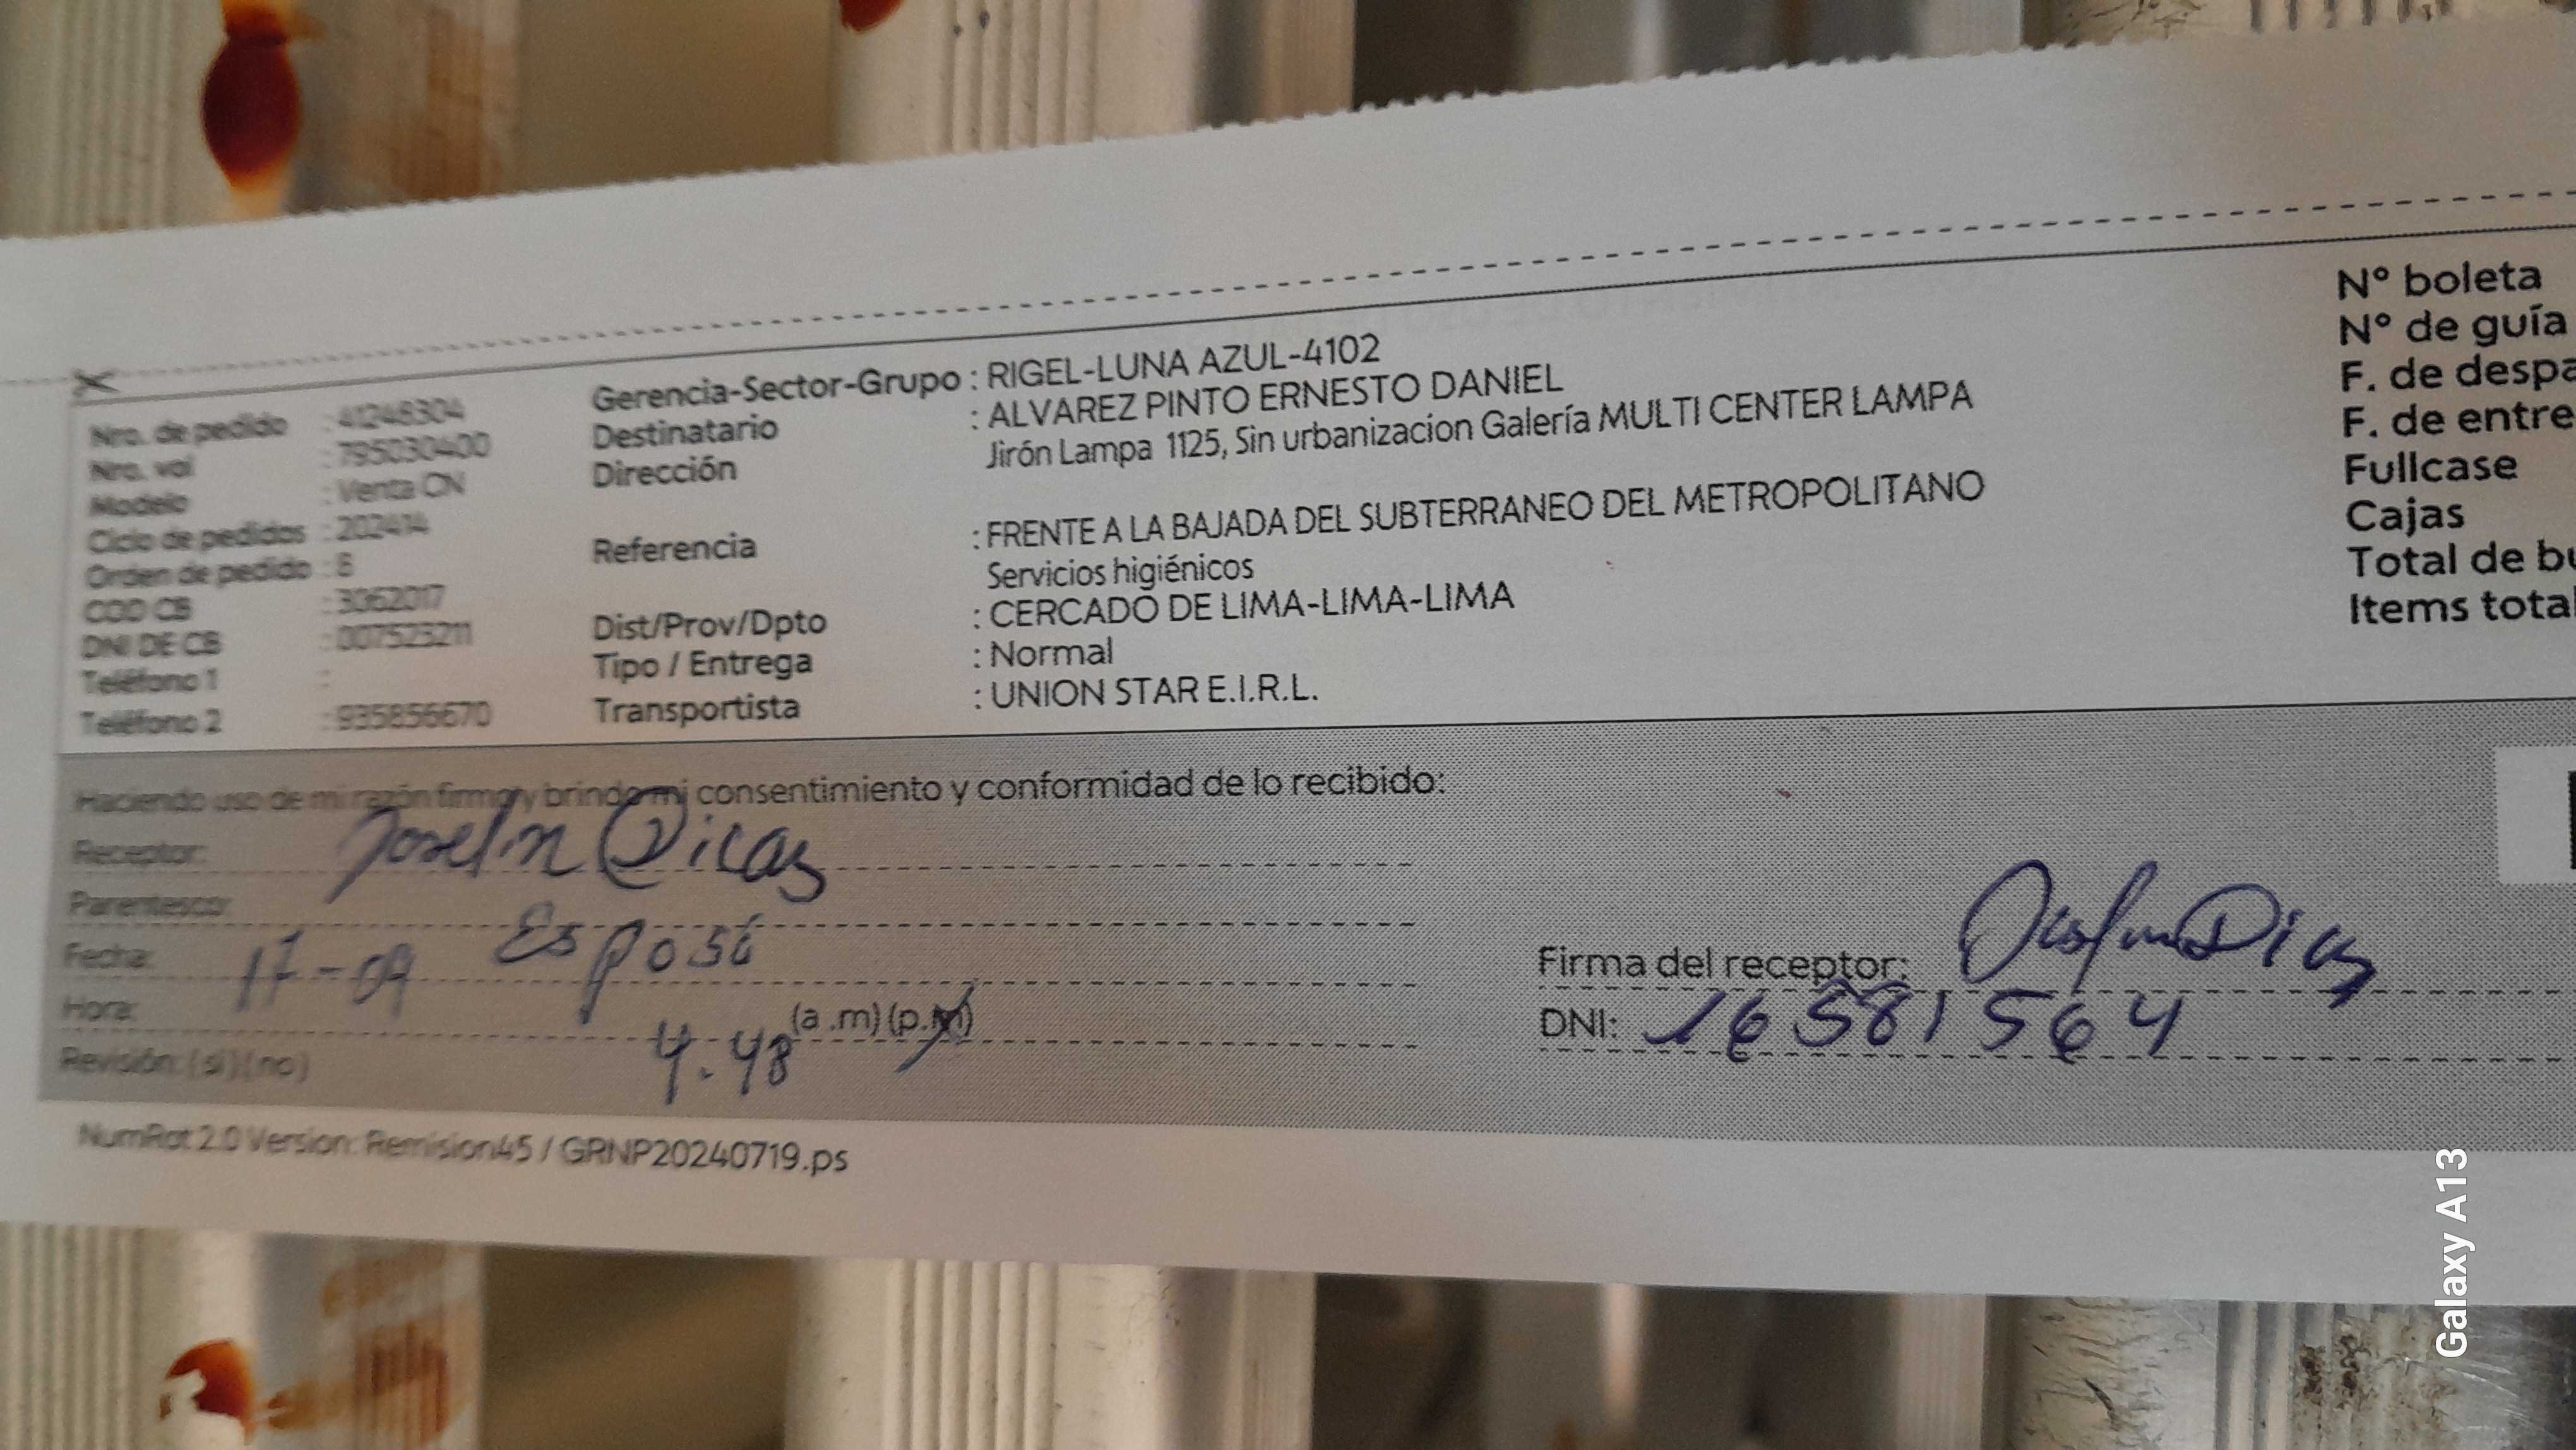 Nro. de pedido : 41248304
Nro. val : 795030400
Modelo : Venta CN
Ciclo de pedidos : 202414
Orden de pedido : 8
COD CB : 3062017
DNI DE CB : 007523211
Teléfono 1 :
Teléfono 2 : 935856670
Gerencia-Sector-Grupo : RIGEL-LUNA AZUL-4102
Destinatario : ALVAREZ PINTO ERNESTO DANIEL
Dirección Jirón Lampa 1125, Sin urbanizacion Galería MULTI CENTER LAMPA
Referencia : FRENTE A LA BAJADA DEL SUBTERRANEO DEL METROPOLITANO
Servicios higiénicos
Dist/Prov/Dpto : CERCADO DE LIMA-LIMA-LIMA
Tipo / Entrega : Normal
Transportista : UNION STAR E.I.R.L.
N° boleta
N° de guía
F. de despa
F. de entre
Fullcase
Cajas
Total de bu
Items total
Haciendo uso de mi razón firmo y brindo mi consentimiento y conformidad de lo recibido:
Receptor: Joselin
Parentesco: Esposa
Fecha: 17-09
Hora: 4.48 (a .m) (p.m)
Revisión: (si) (no)
Firma del receptor:
DNI: 16581564
NumRot 2.0 Version: Remision45 / GRNP20240719.ps
Galaxy A13